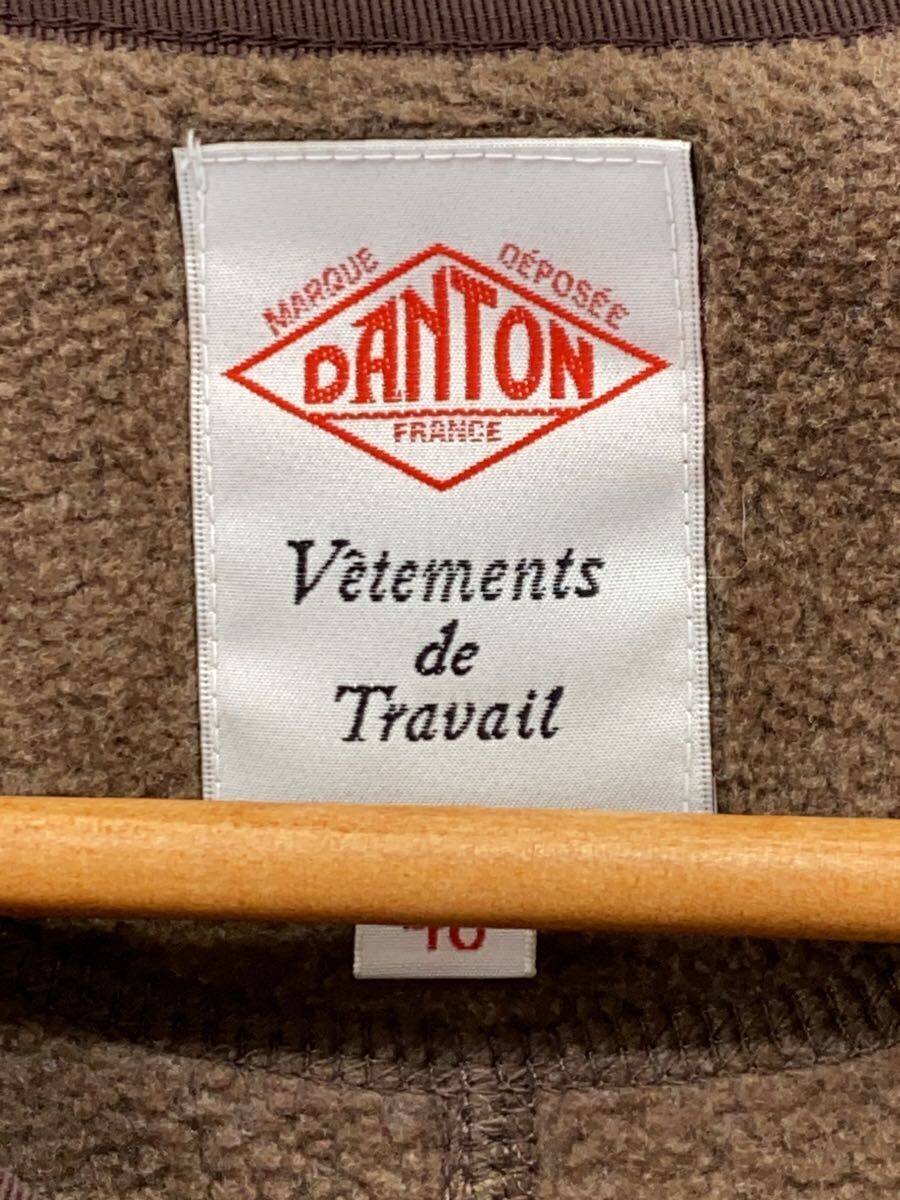 MARQUE DÉPOSÉE
DANTON
FRANCE
Vêtements
de
Travail